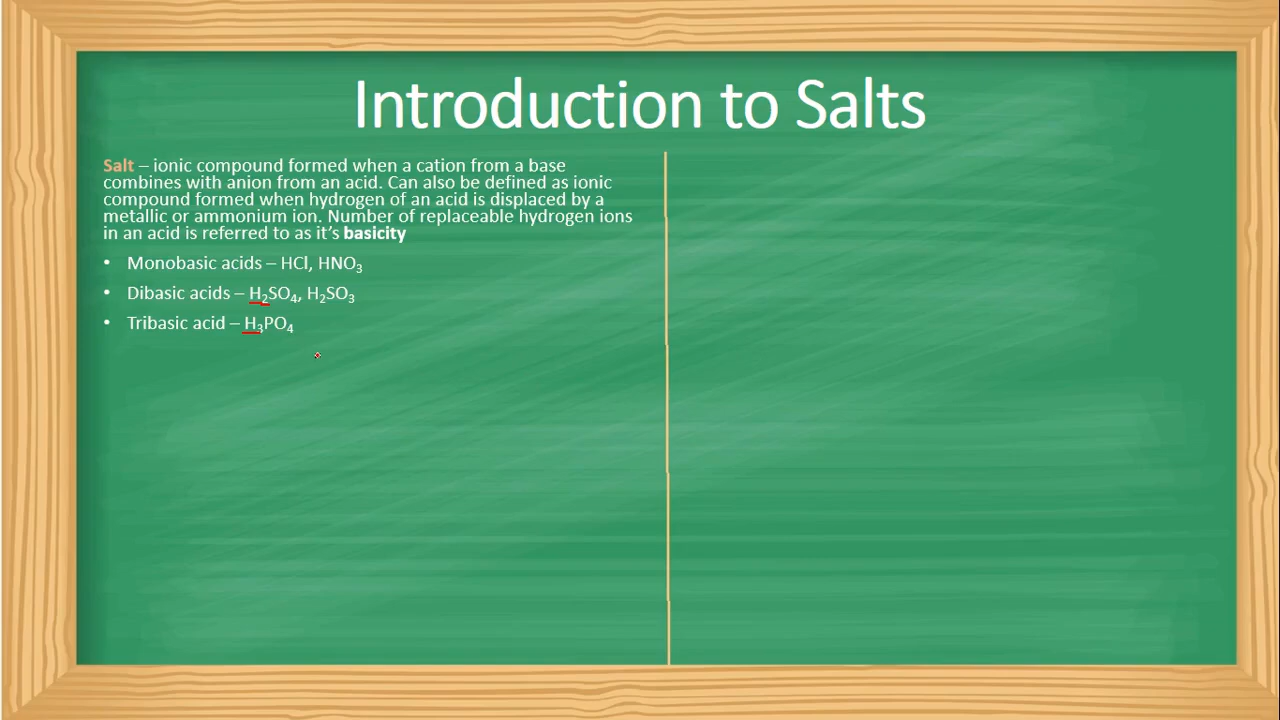 Introduction to Salts
Salt – ionic compound formed when a cation from a base
combines with anion from an acid. Can also be defined as ionic
compound formed when hydrogen of an acid is displaced by a
metallic or ammonium ion. Number of replaceable hydrogen ions
in an acid is referred to as it’s basicity
• Monobasic acids – HCl, HNO₃
• Dibasic acids – H₂SO₄, H₂SO₃
• Tribasic acid – H₃PO₄